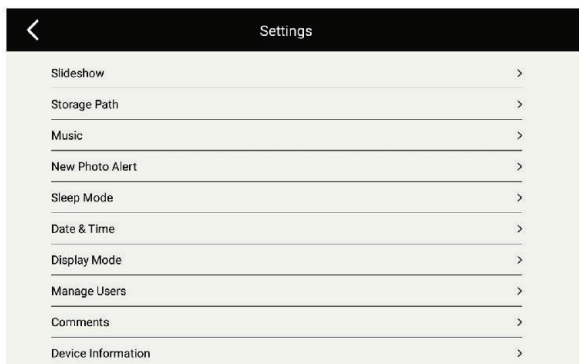 Settings
Slideshow
Storage Path
Music
New Photo Alert
Sleep Mode
Date & Time
Display Mode
Manage Users
Comments
Device Information